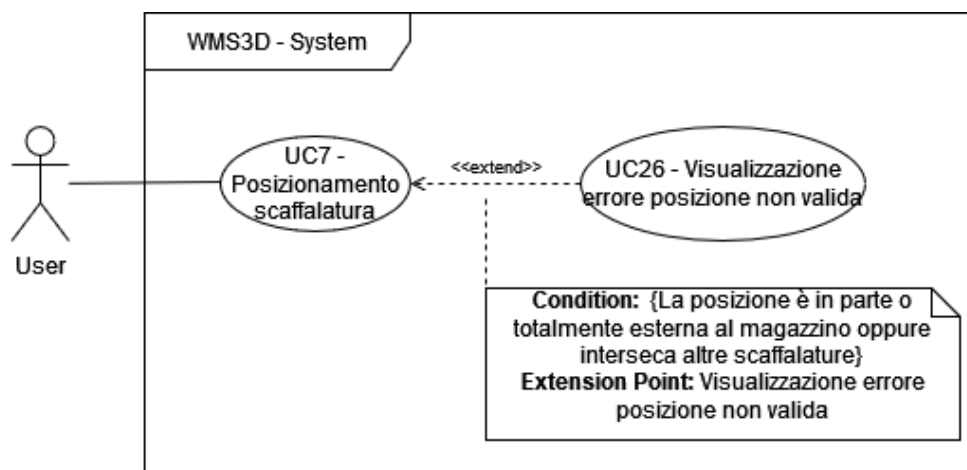 WMS3D - System
UC7 -
Posizionamento
scaffalatura
<<extend>>
UC26 - Visualizzazione
errore posizione non valida
User
Condition: {La posizione è in parte o
totalmente esterna al magazzino oppure
interseca altre scaffalature}
Extension Point: Visualizzazione errore
posizione non valida